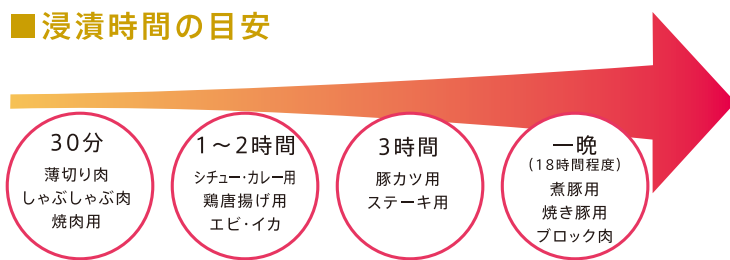 ■浸漬時間の目安
30分
薄切り肉
しゃぶしゃぶ肉
焼肉用
1～2時間
シチュー・カレー用
鶏唐揚げ用
エビ・イカ
3時間
豚カツ用
ステーキ用
一晩
(18時間程度)
煮豚用
焼き豚用
ブロック肉